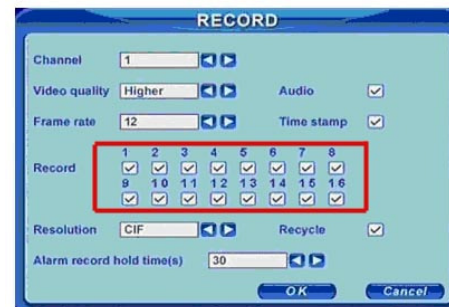 RECORD
Channel 1
Video quality Higher Audio
Frame rate 12 Time stamp
1 2 3 4 5 6 7 8
Record
9 10 11 12 13 14 15 16
Resolution CIF Recycle
Alarm record hold time(s) 30
OK Cancel